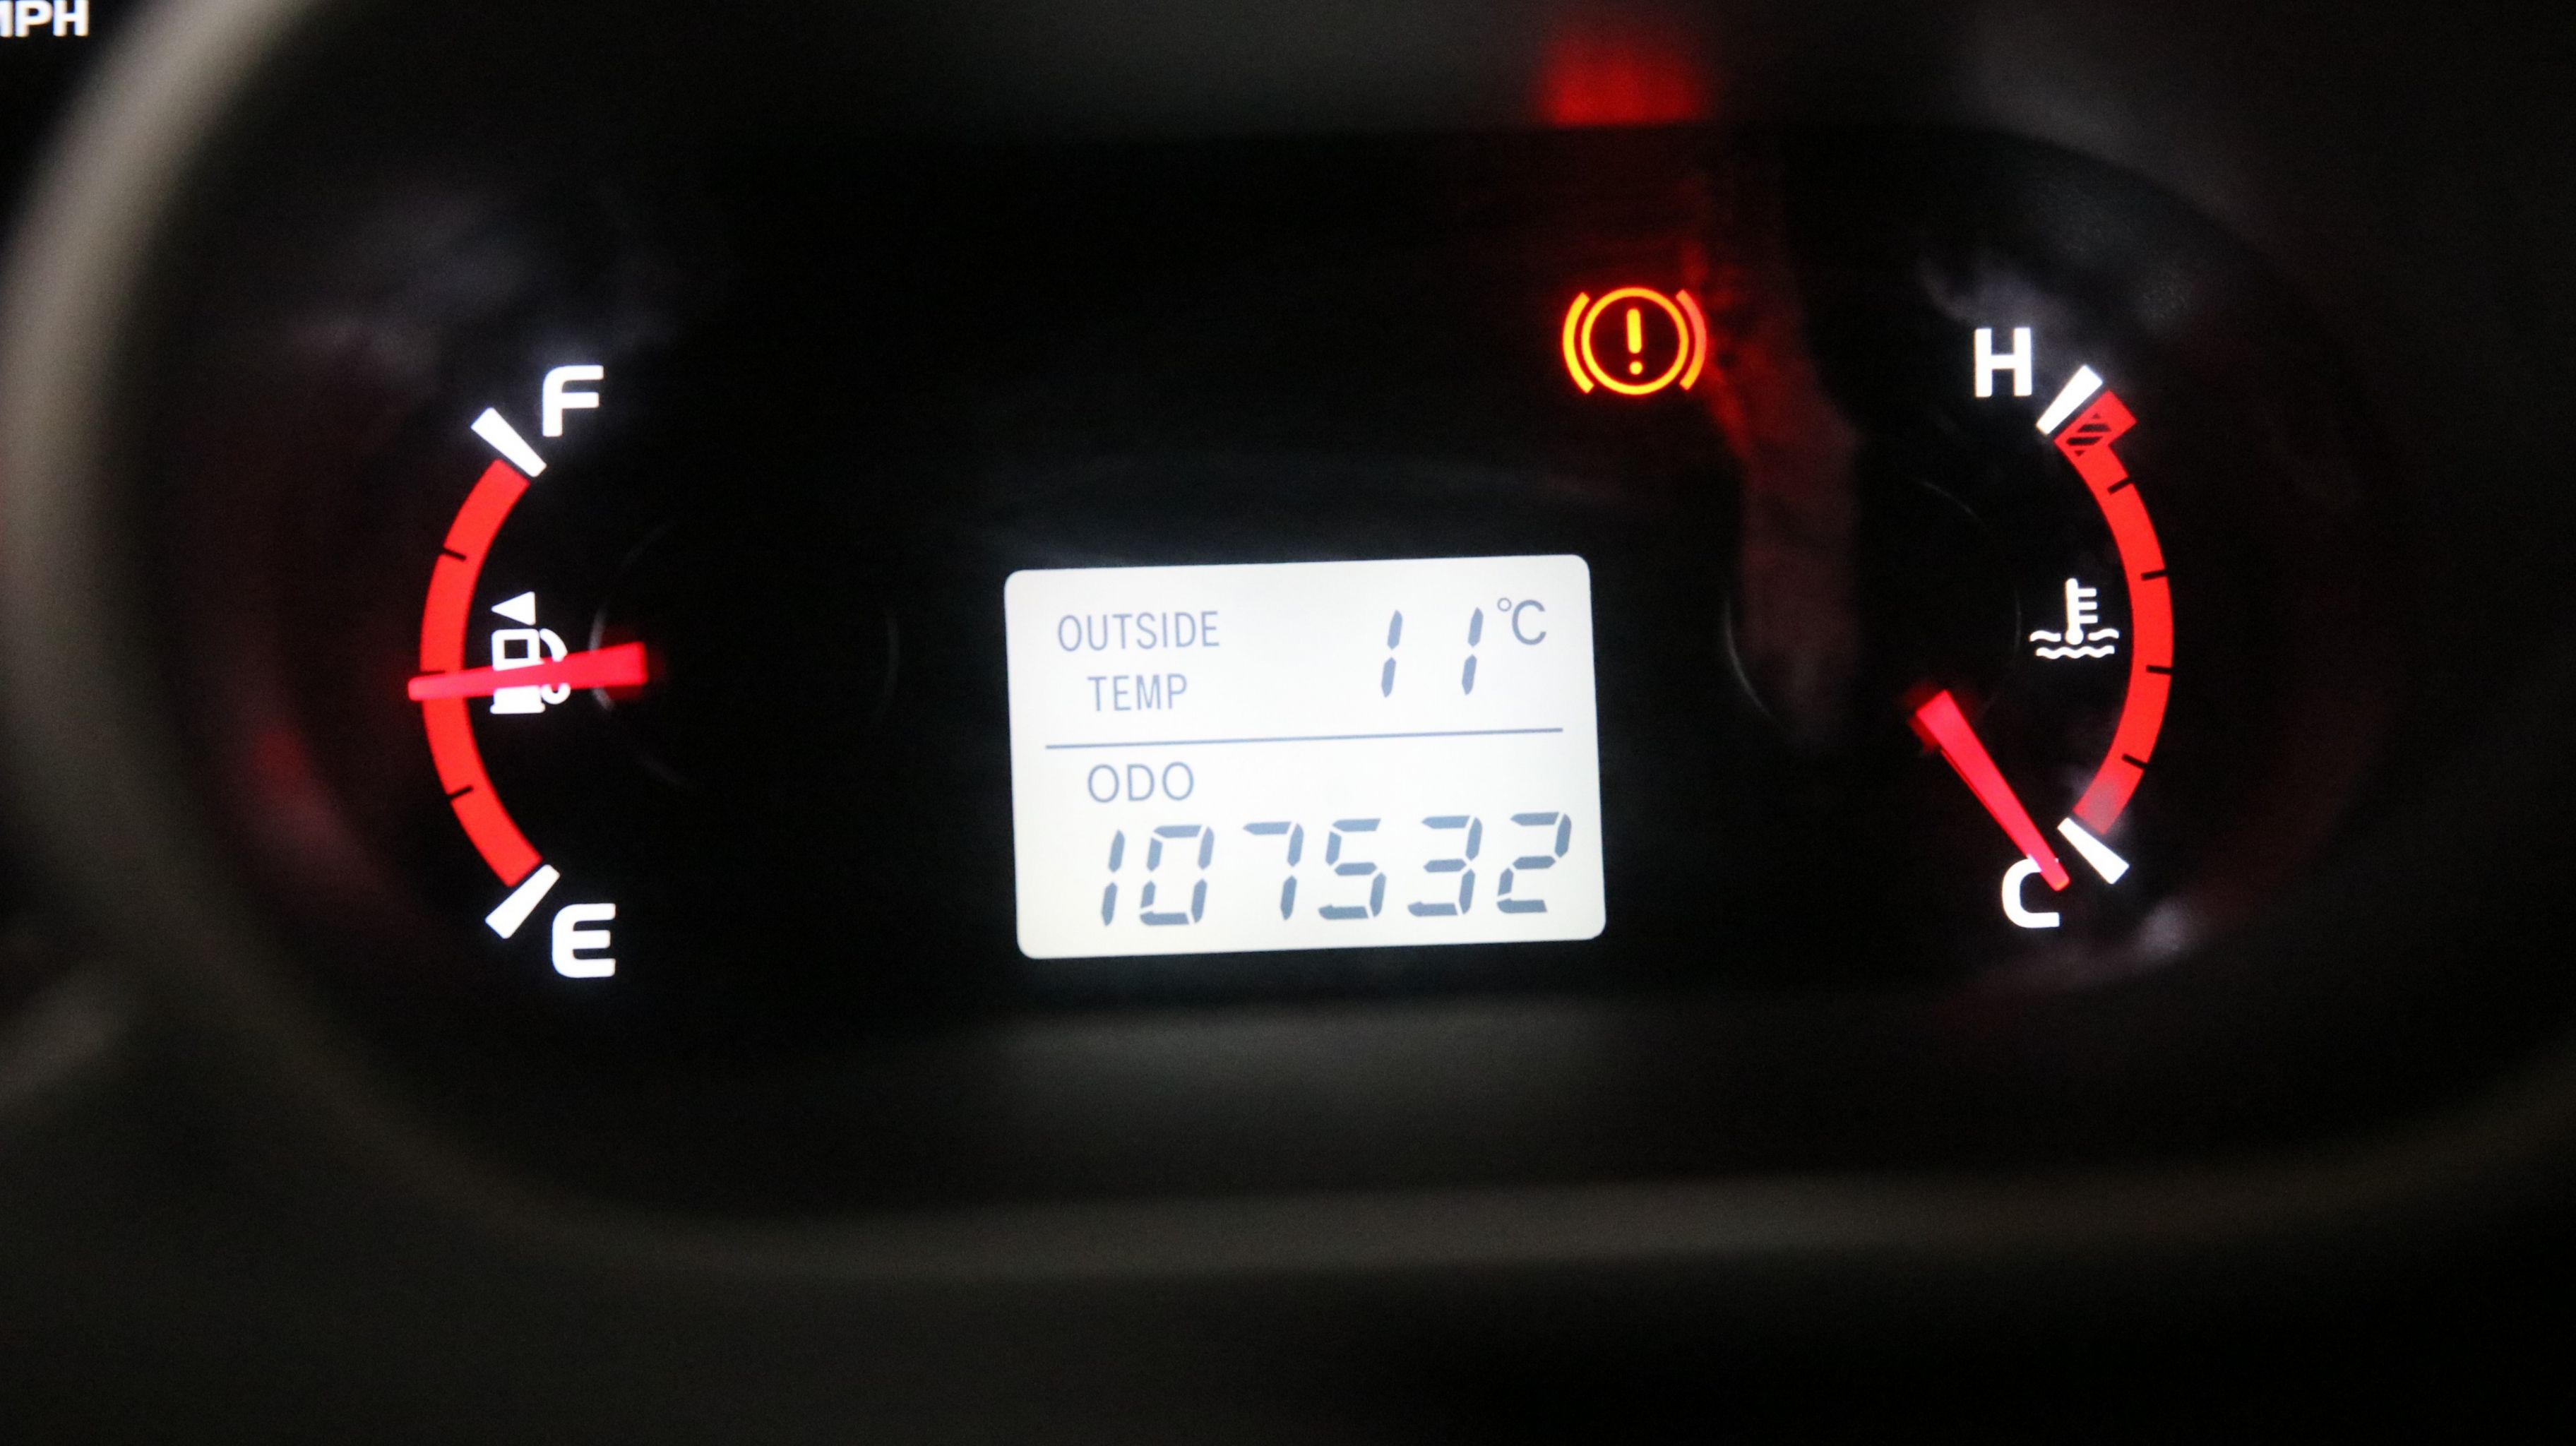 MPH
F
H
OUTSIDE 11°C
TEMP
ODO
107532
E
C